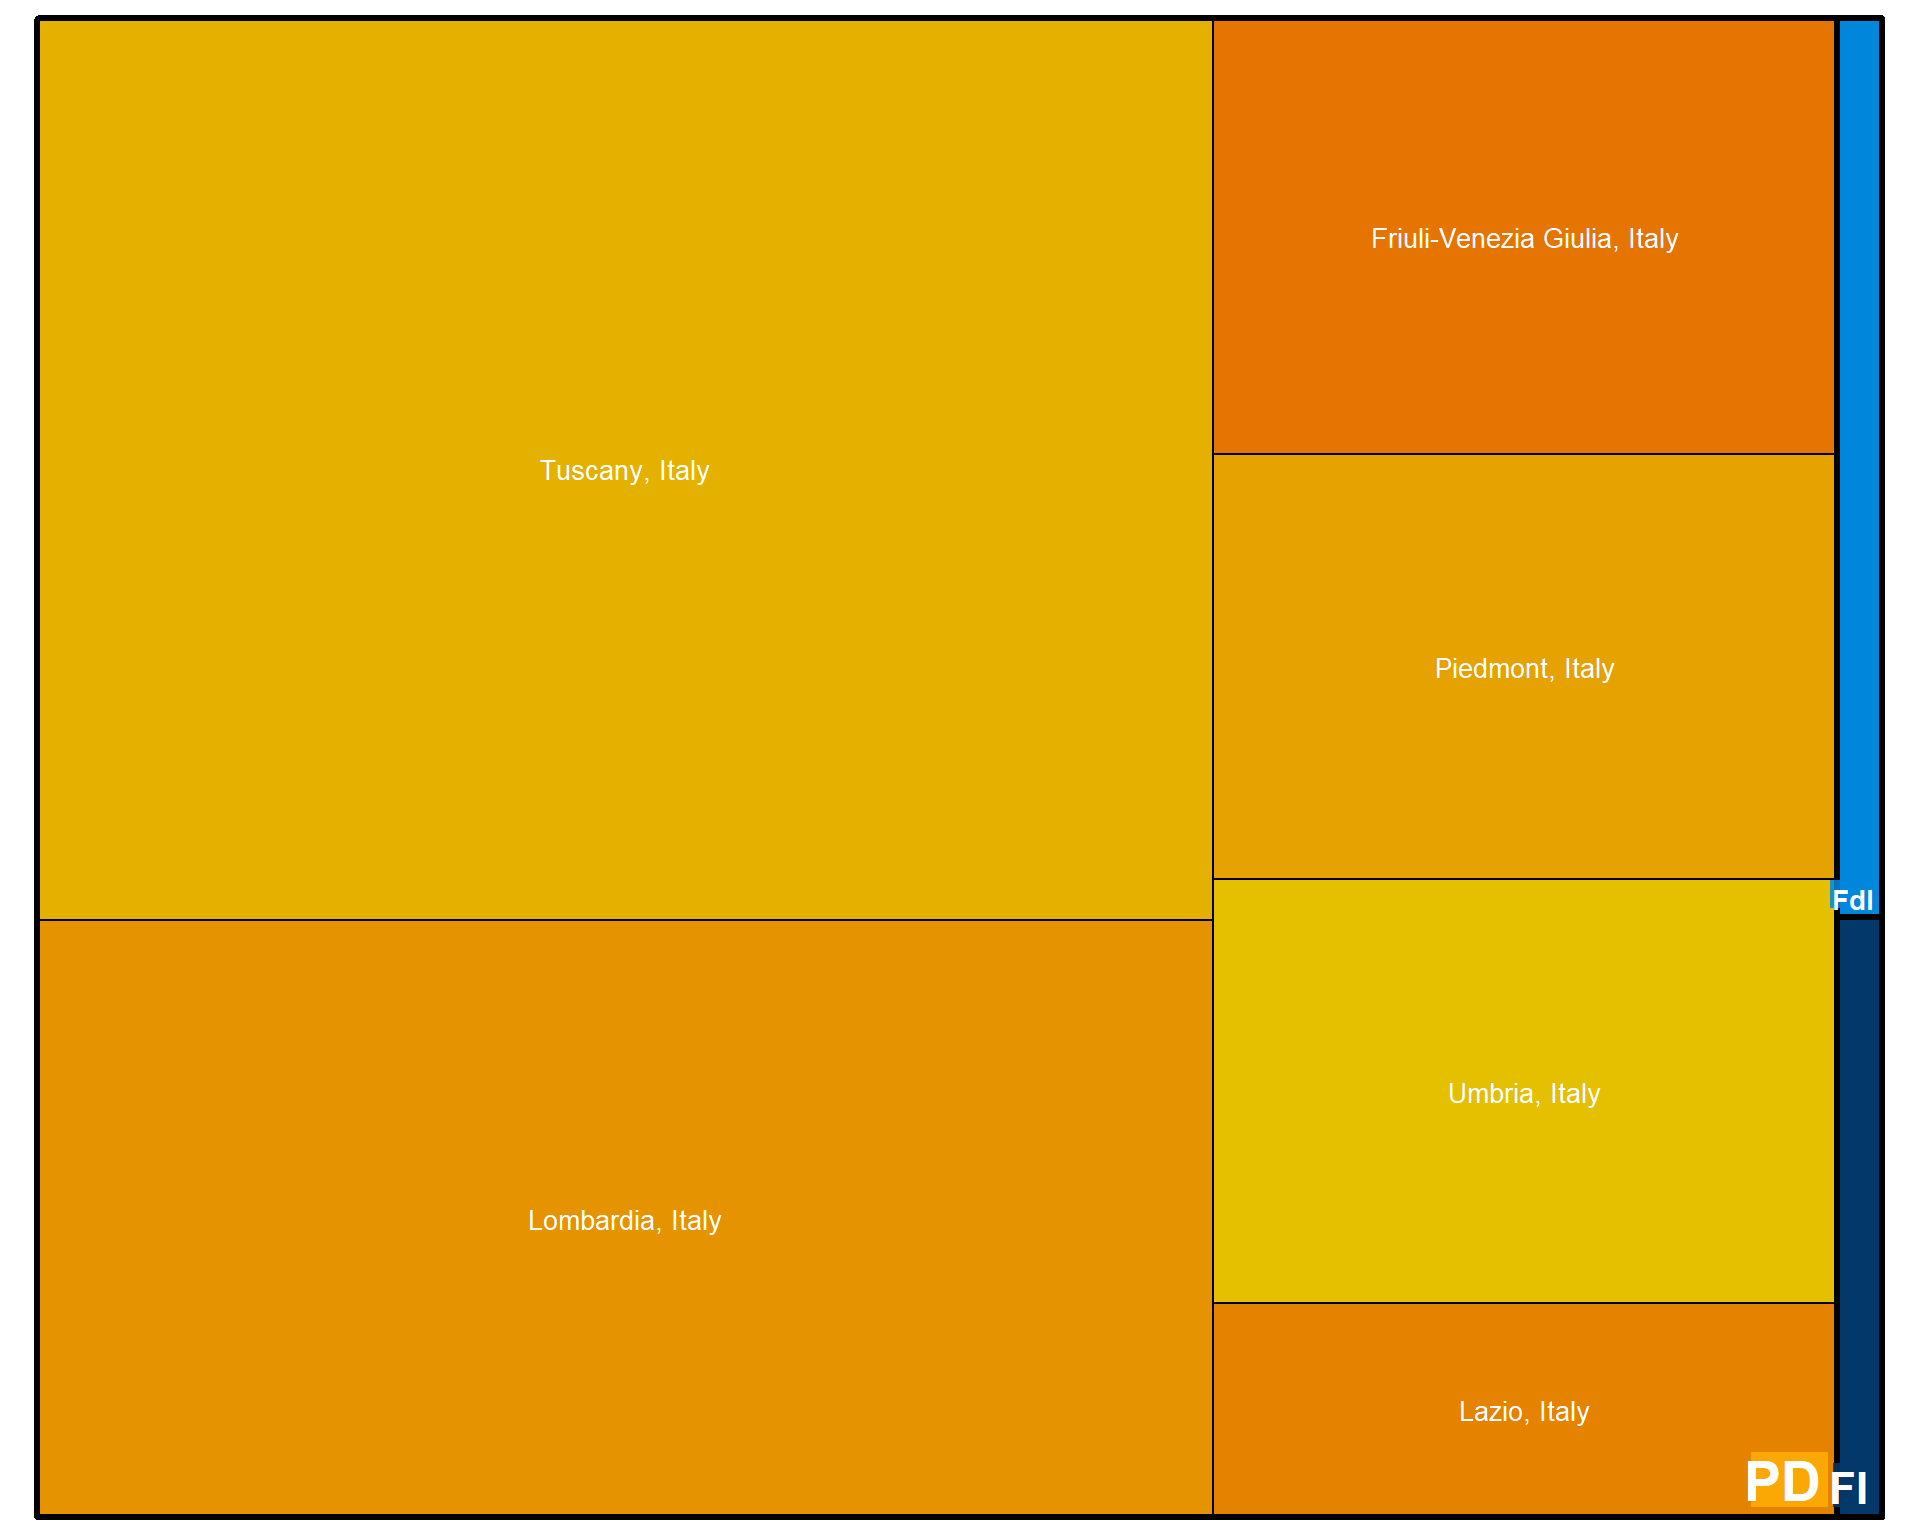 Tuscany, Italy
Lombardia, Italy
Friuli-Venezia Giulia, Italy
Piedmont, Italy
Umbria, Italy
Lazio, Italy
PD
FdI
FI